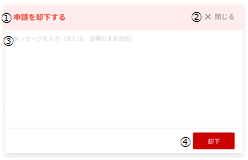 ① 申請を却下する
② × 閉じる
③ メッセージを入力（または、空欄のまま送信）
④ 却下